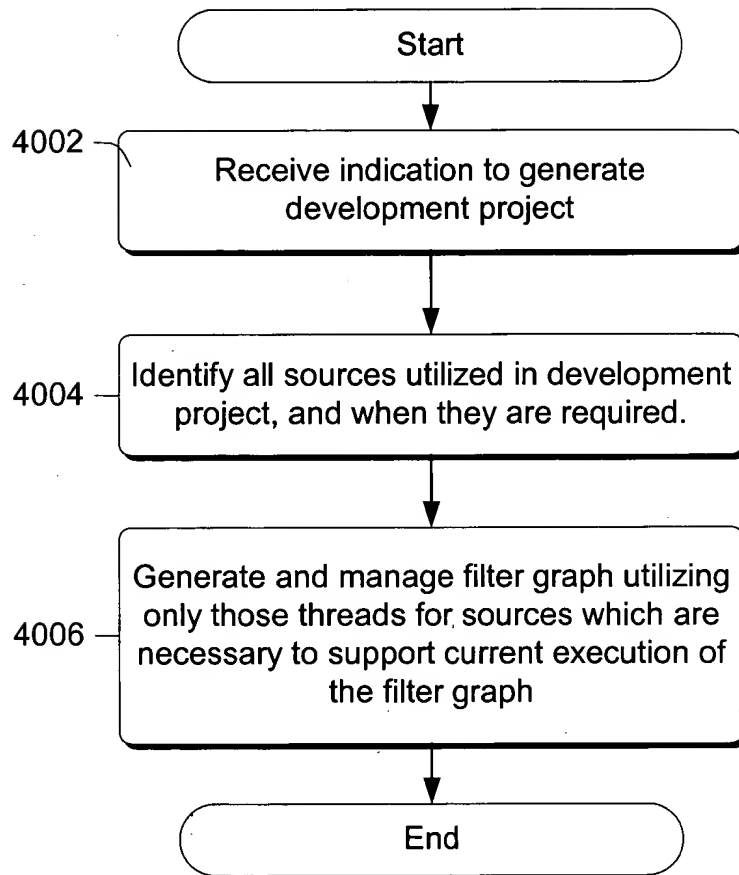 Start
4002
Receive indication to generate
development project
4004
Identify all sources utilized in development
project, and when they are required.
4006
Generate and manage filter graph utilizing
only those threads for sources which are
necessary to support current execution of
the filter graph
End